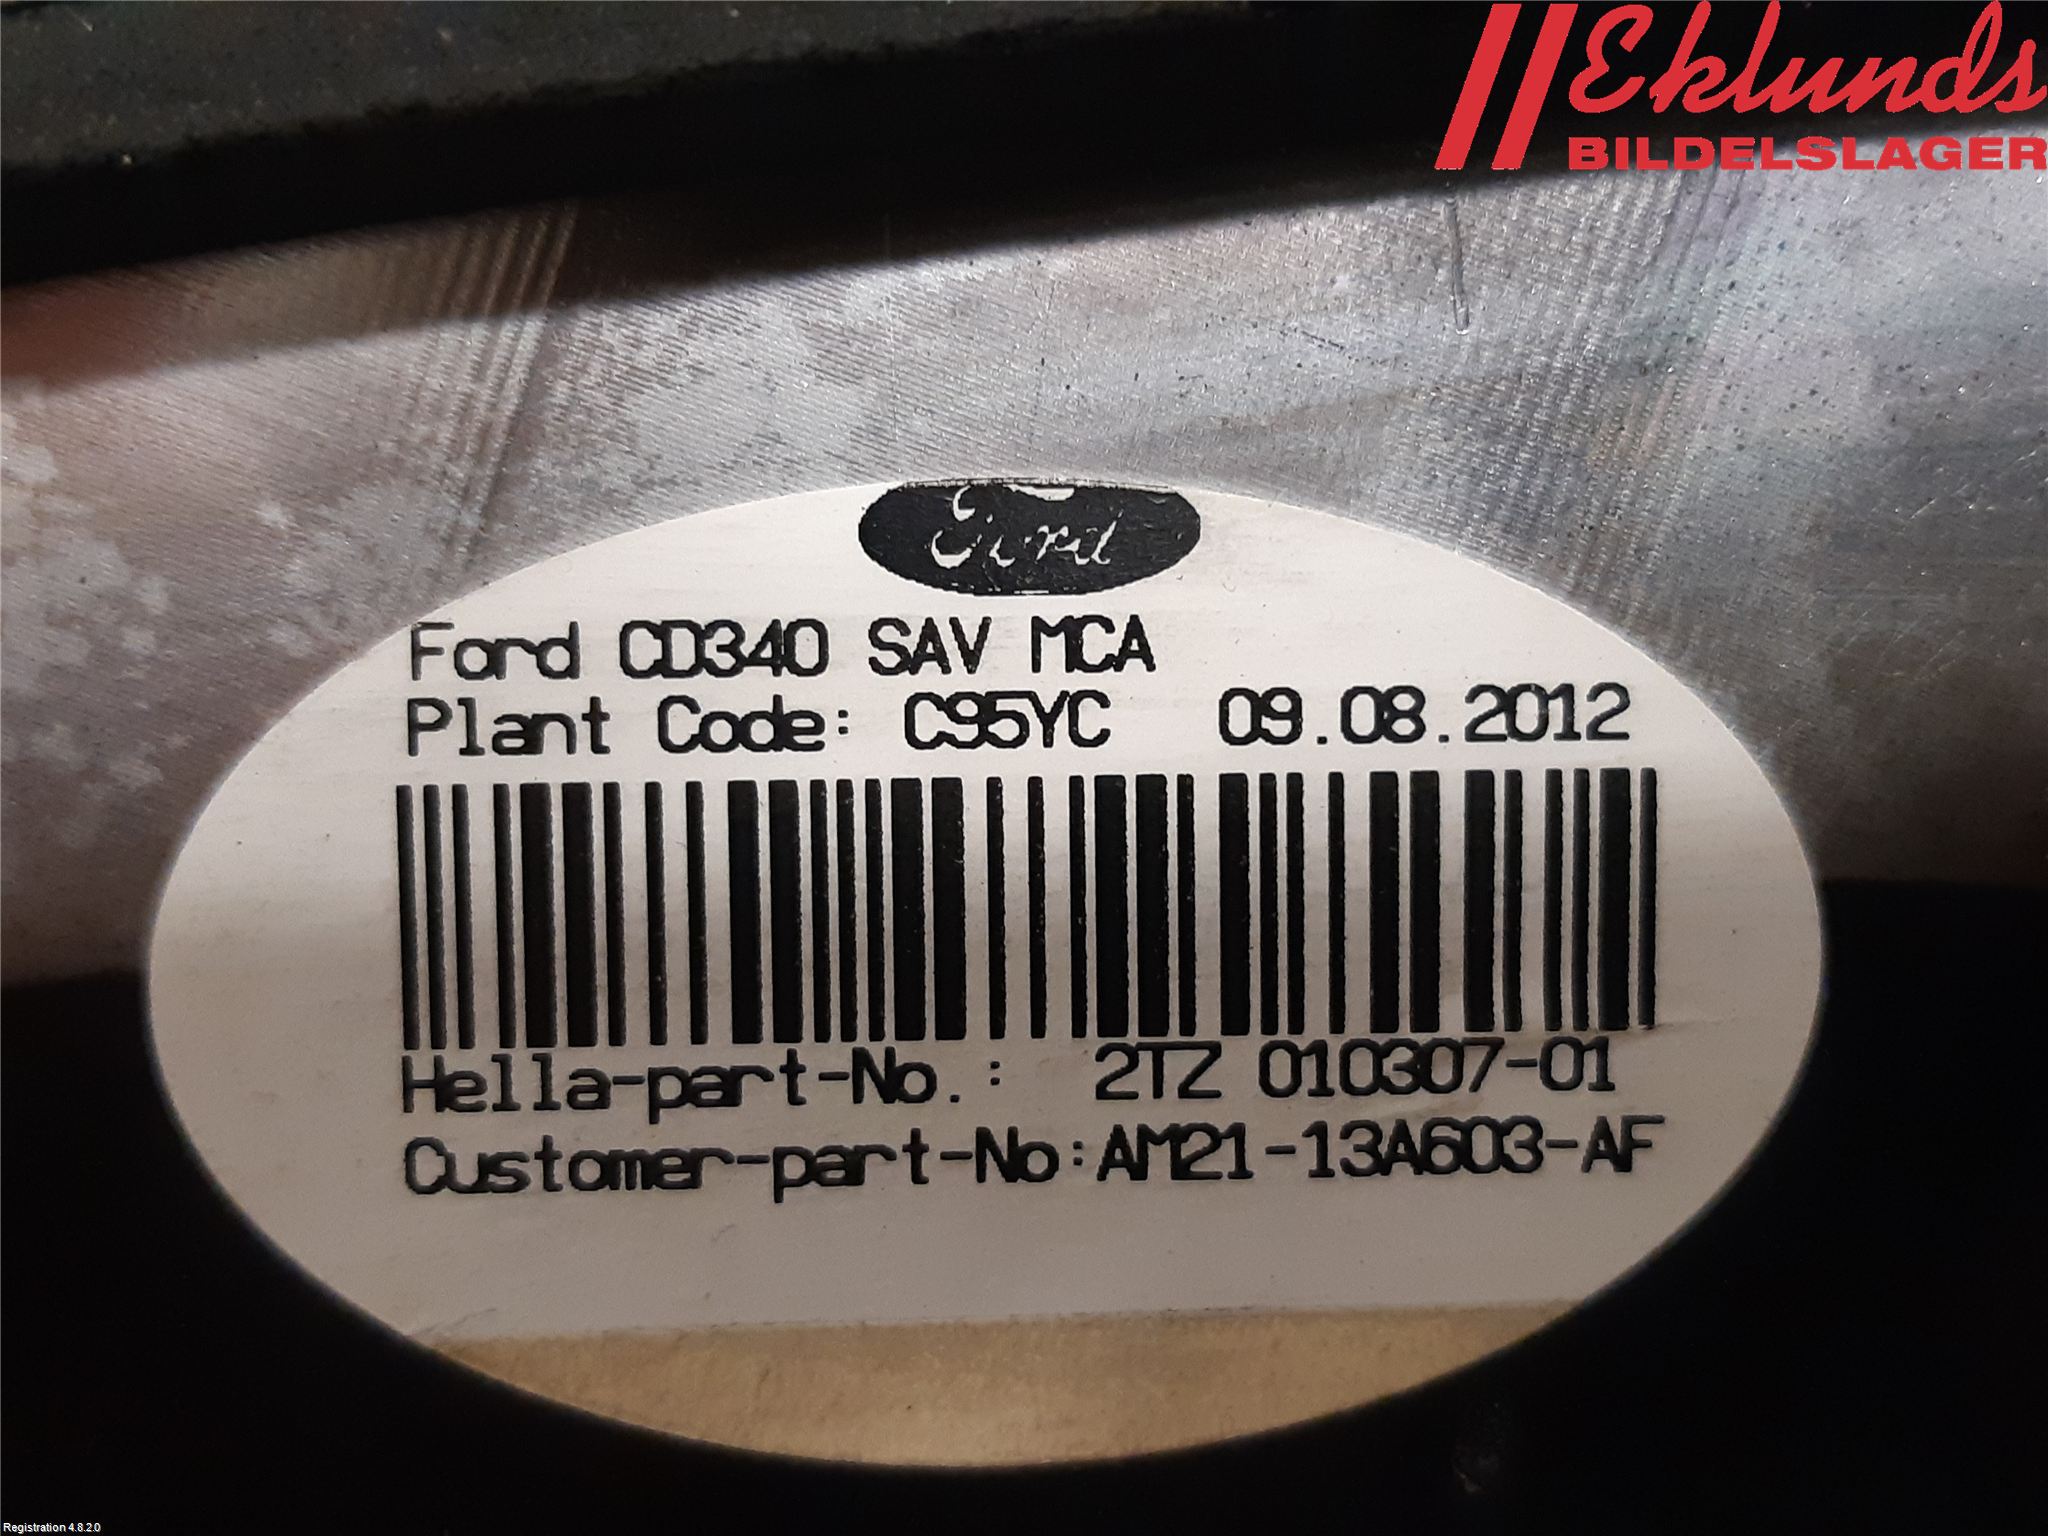 Eklunds
BILDELSLAGER
Ford
Ford CD340 SAV MCA
Plant Code: C95YC 09.08.2012
Hella-part-No.: 2TZ 010307-01
Customer-part-No:AM21-13A603-AF
Registration 4.8.2.0